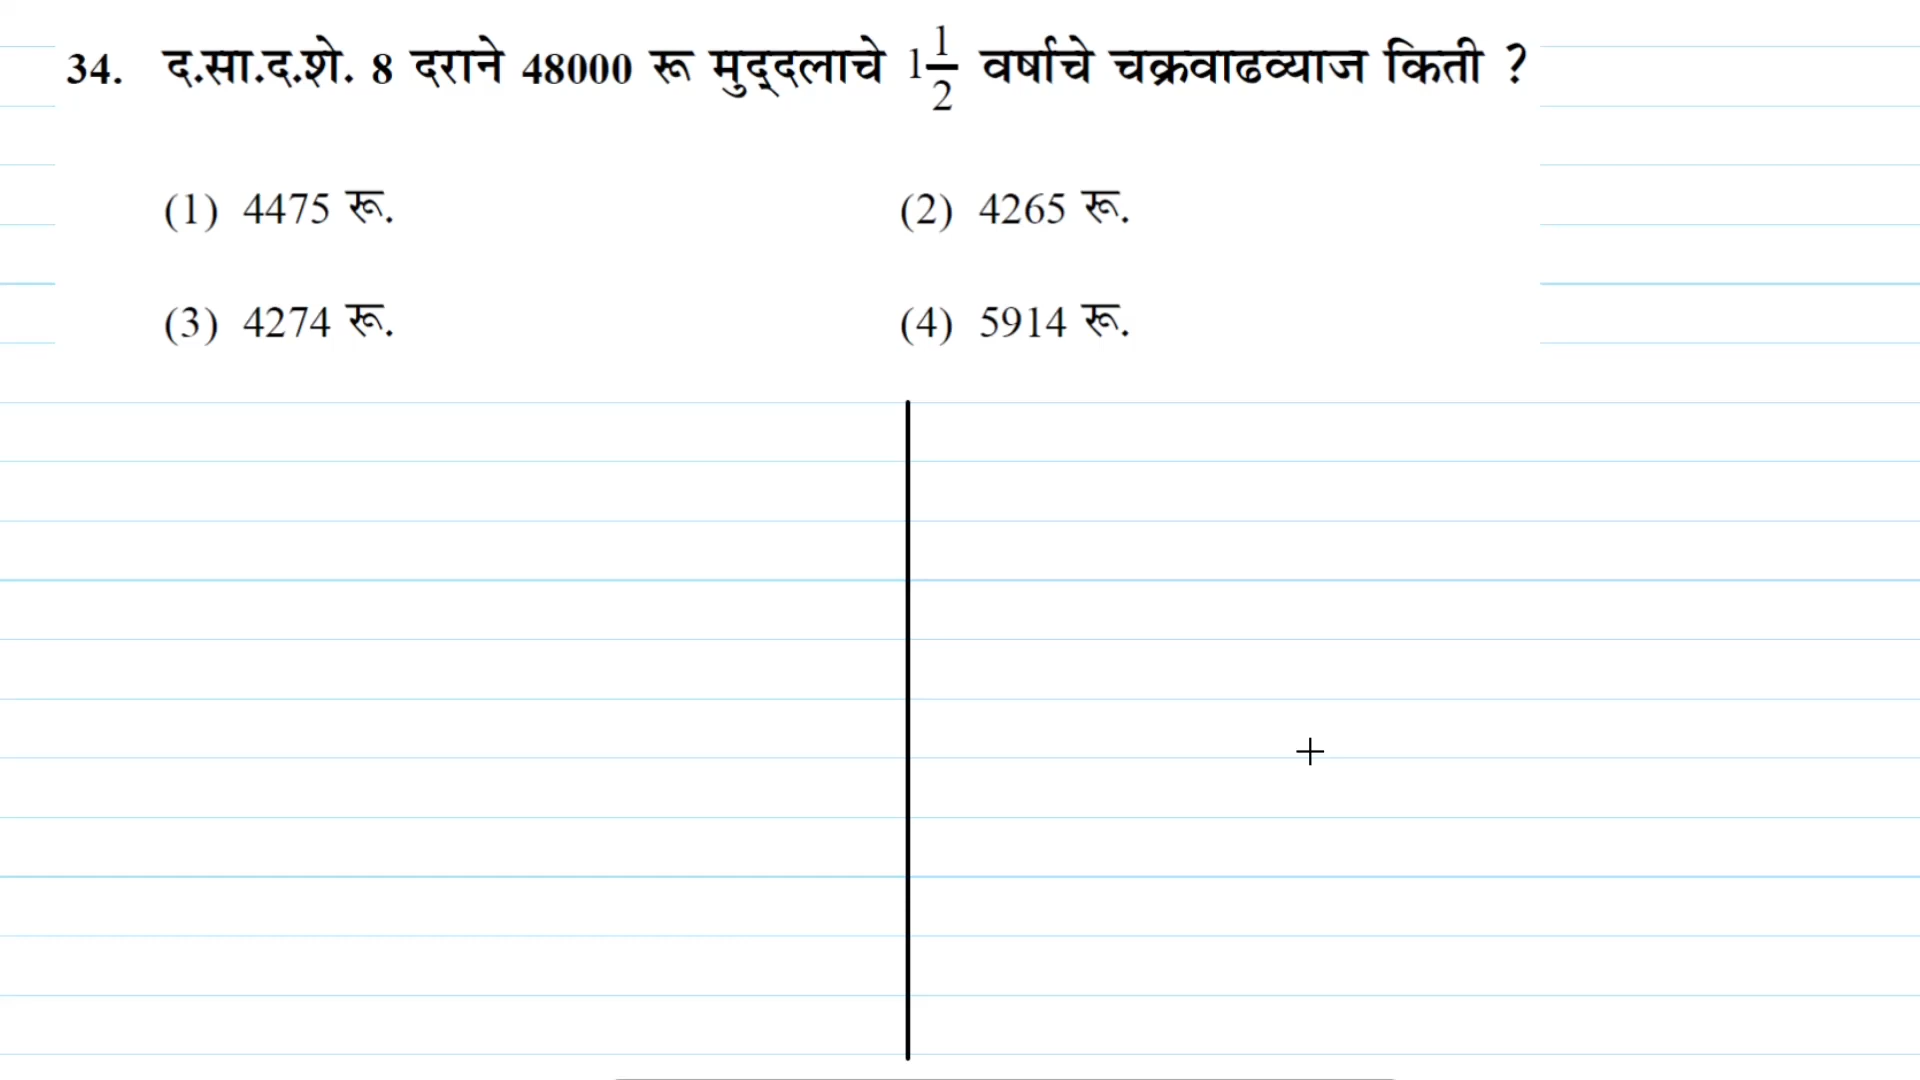 34. द.सा.द.शे. 8 दराने 48000 रू मुद्‌दलाचे 1 1/2 वर्षाचे चक्रवाढव्याज किती ?
(1) 4475 रू. (2) 4265 रू.
(3) 4274 रू. (4) 5914 रू.